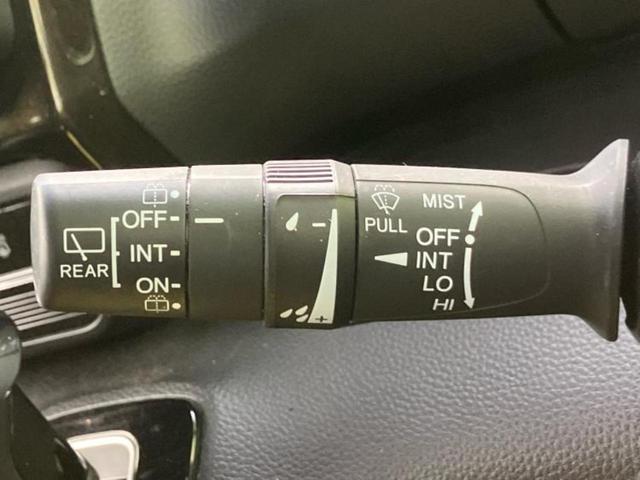 REAR
OFF
INT
ON
−
+
PULL
MIST
OFF
INT
LO
HI